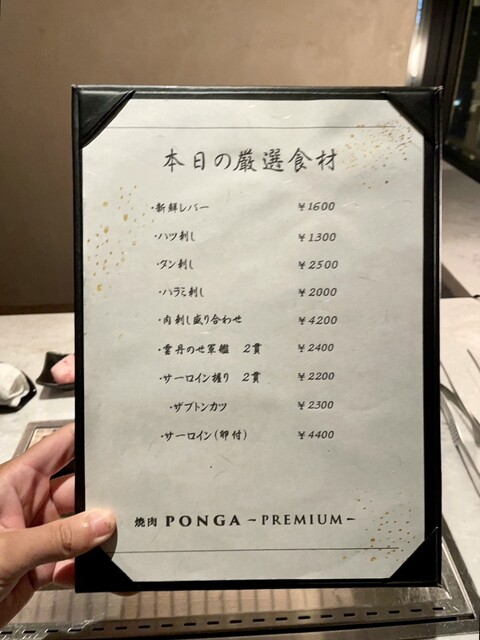 本日の厳選食材
・新鮮レバー ￥1600
・ハツ刺し ￥1300
・タン刺し ￥2500
・ハラミ刺し ￥2000
・肉刺し盛り合わせ ￥4200
・雲丹のせ軍艦 2貫 ￥2400
・サーロイン握り 2貫 ￥2200
・ザブトンカツ ￥2300
・サーロイン(卵付) ￥4400
焼肉 PONGA -PREMIUM-